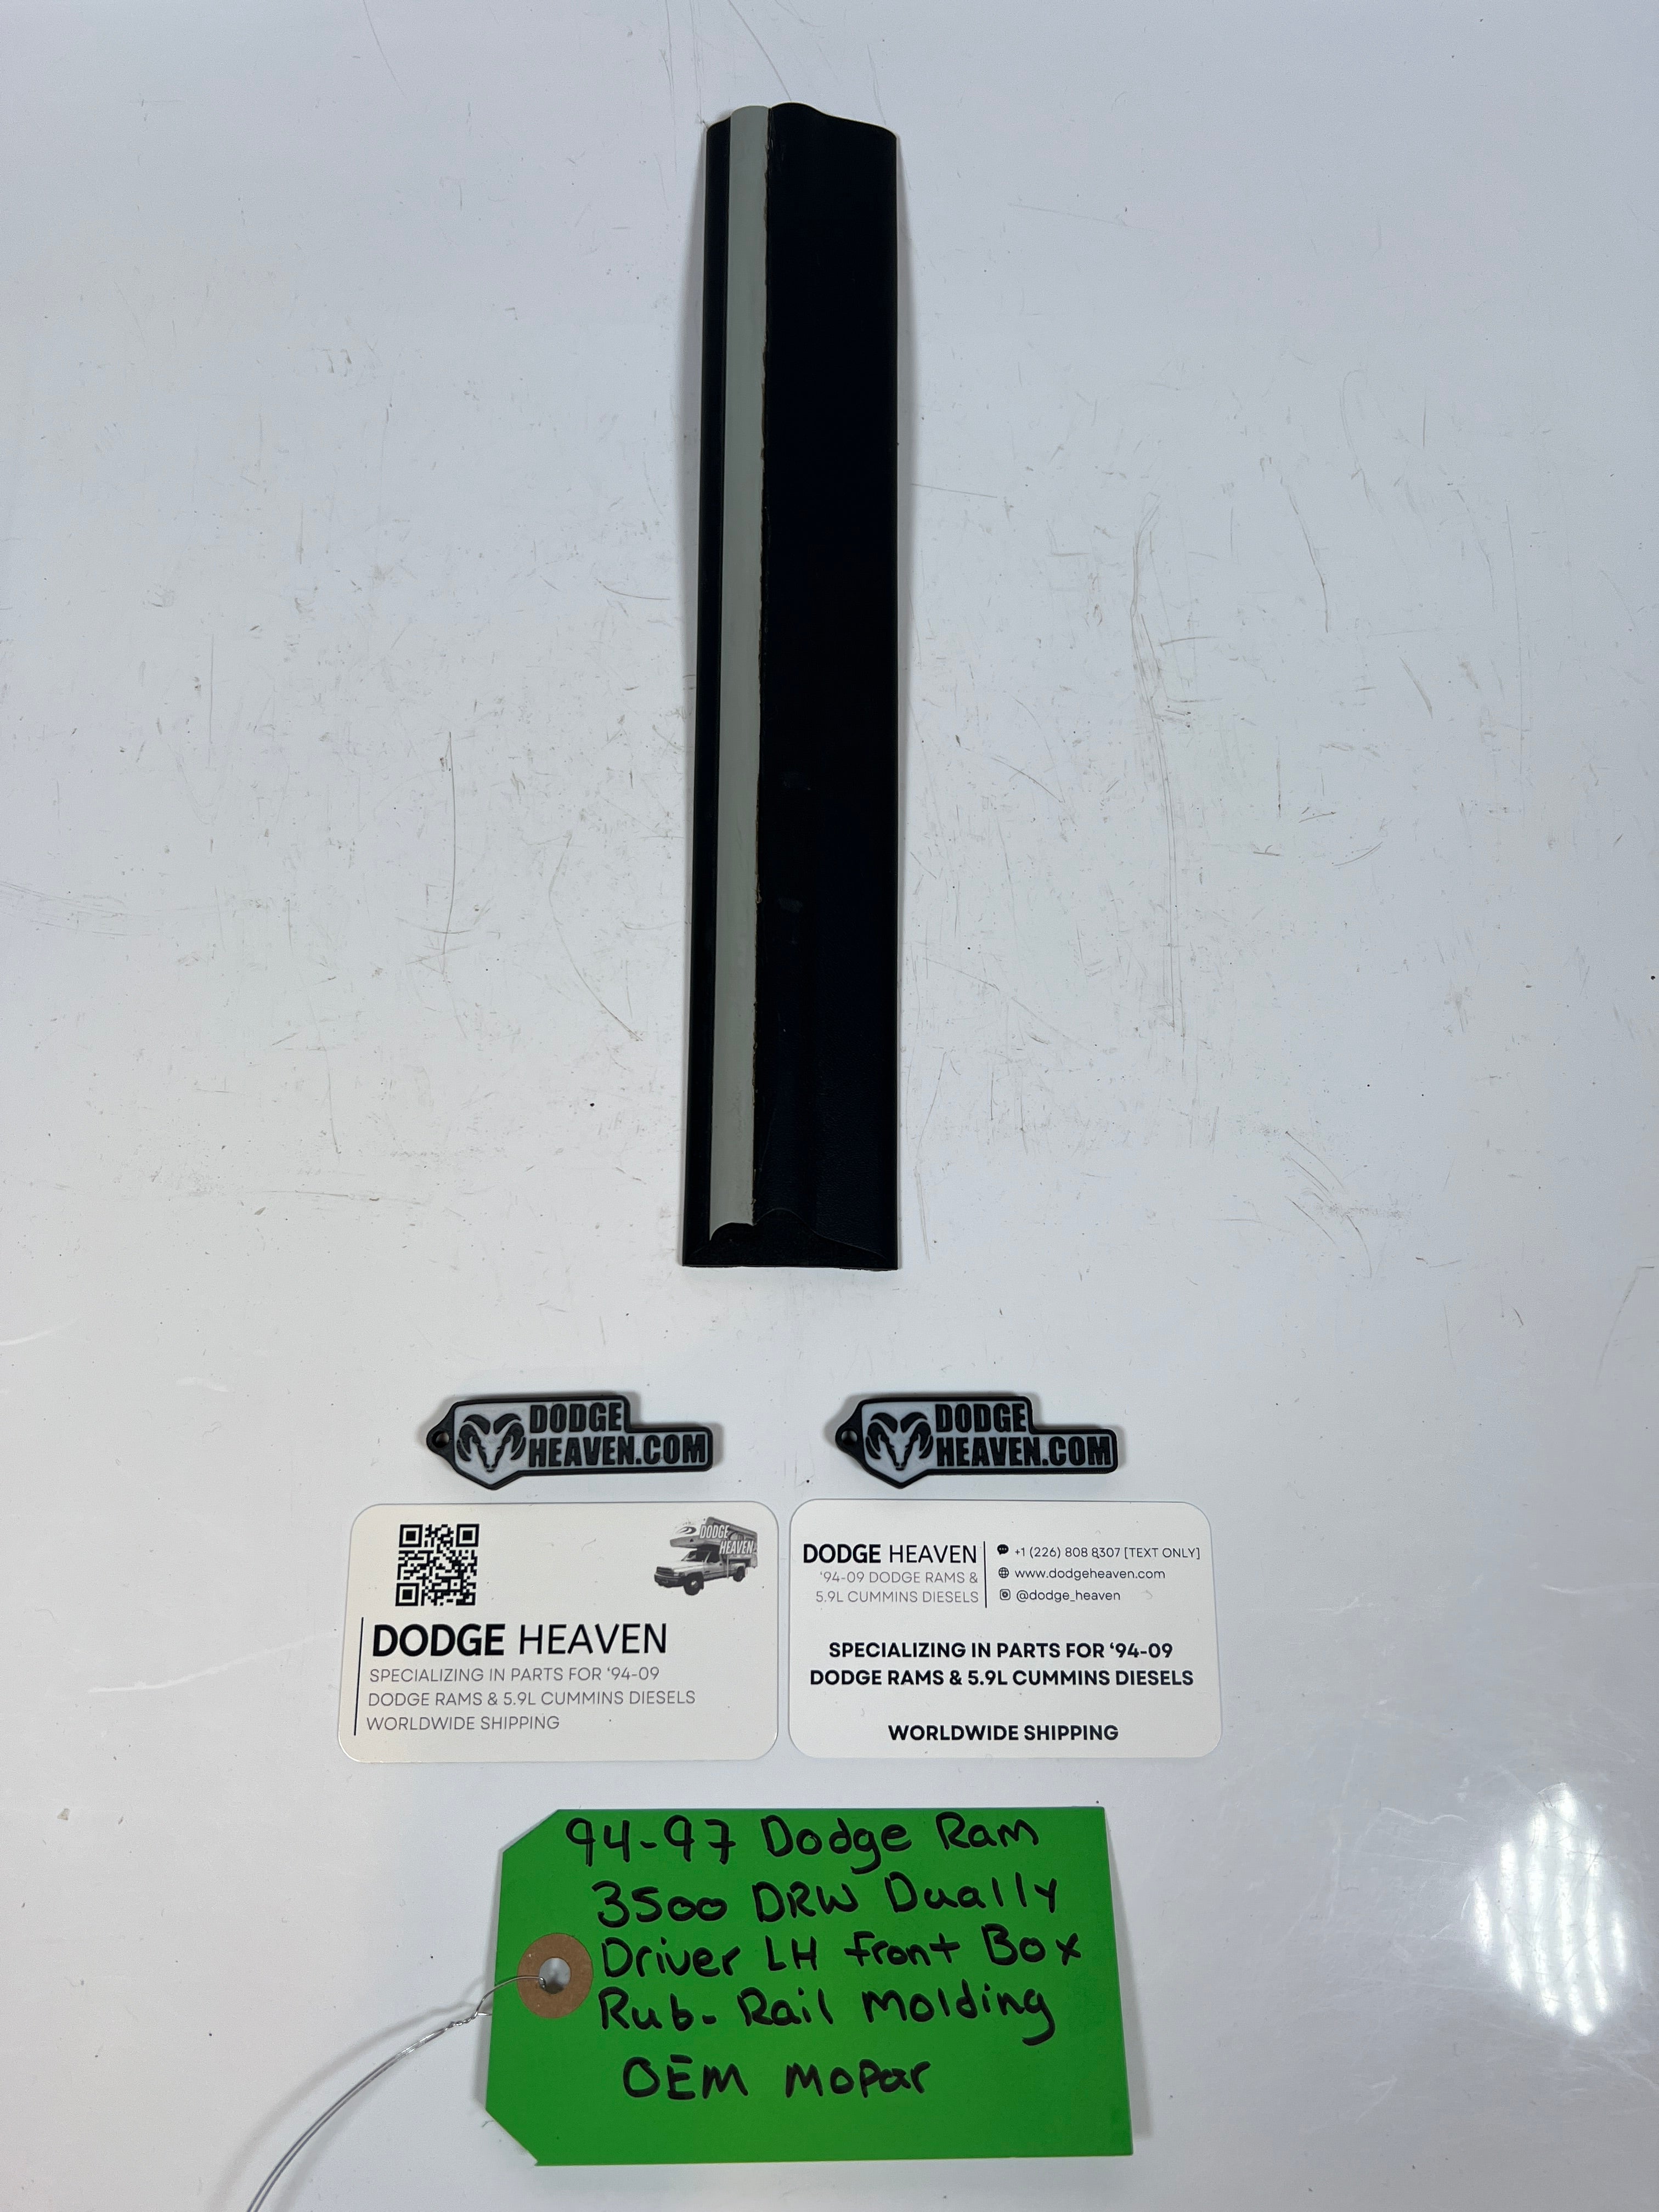 DODGE
HEAVEN.COM
DODGE
HEAVEN.COM
DODGE
HEAVEN
DODGE HEAVEN
SPECIALIZING IN PARTS FOR ‘94-09
DODGE RAMS & 5.9L CUMMINS DIESELS
WORLDWIDE SHIPPING
DODGE HEAVEN
‘94-09 DODGE RAMS &
5.9L CUMMINS DIESELS
+1 (226) 808 8307 [TEXT ONLY]
www.dodgeheaven.com
@dodge_heaven
SPECIALIZING IN PARTS FOR ‘94-09
DODGE RAMS & 5.9L CUMMINS DIESELS
WORLDWIDE SHIPPING
94-97 Dodge Ram
3500 DRW Dually
Driver LH front Box
Rub-Rail Molding
OEM Mopar